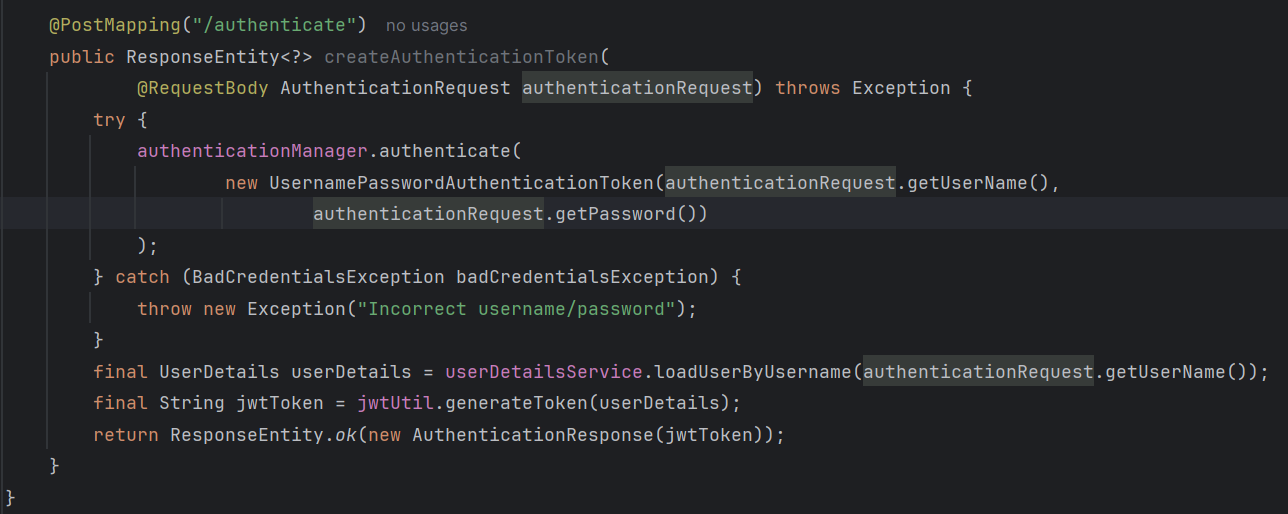 @PostMapping("/authenticate") no usages
public ResponseEntity<?> createAuthenticationToken(
@RequestBody AuthenticationRequest authenticationRequest) throws Exception {
try {
authenticationManager.authenticate(
new UsernamePasswordAuthenticationToken(authenticationRequest.getUserName(),
authenticationRequest.getPassword())
);
} catch (BadCredentialsException badCredentialsException) {
throw new Exception("Incorrect username/password");
}
final UserDetails userDetails = userDetailsService.loadUserByUsername(authenticationRequest.getUserName());
final String jwtToken = jwtUtil.generateToken(userDetails);
return ResponseEntity.ok(new AuthenticationResponse(jwtToken));
}
}